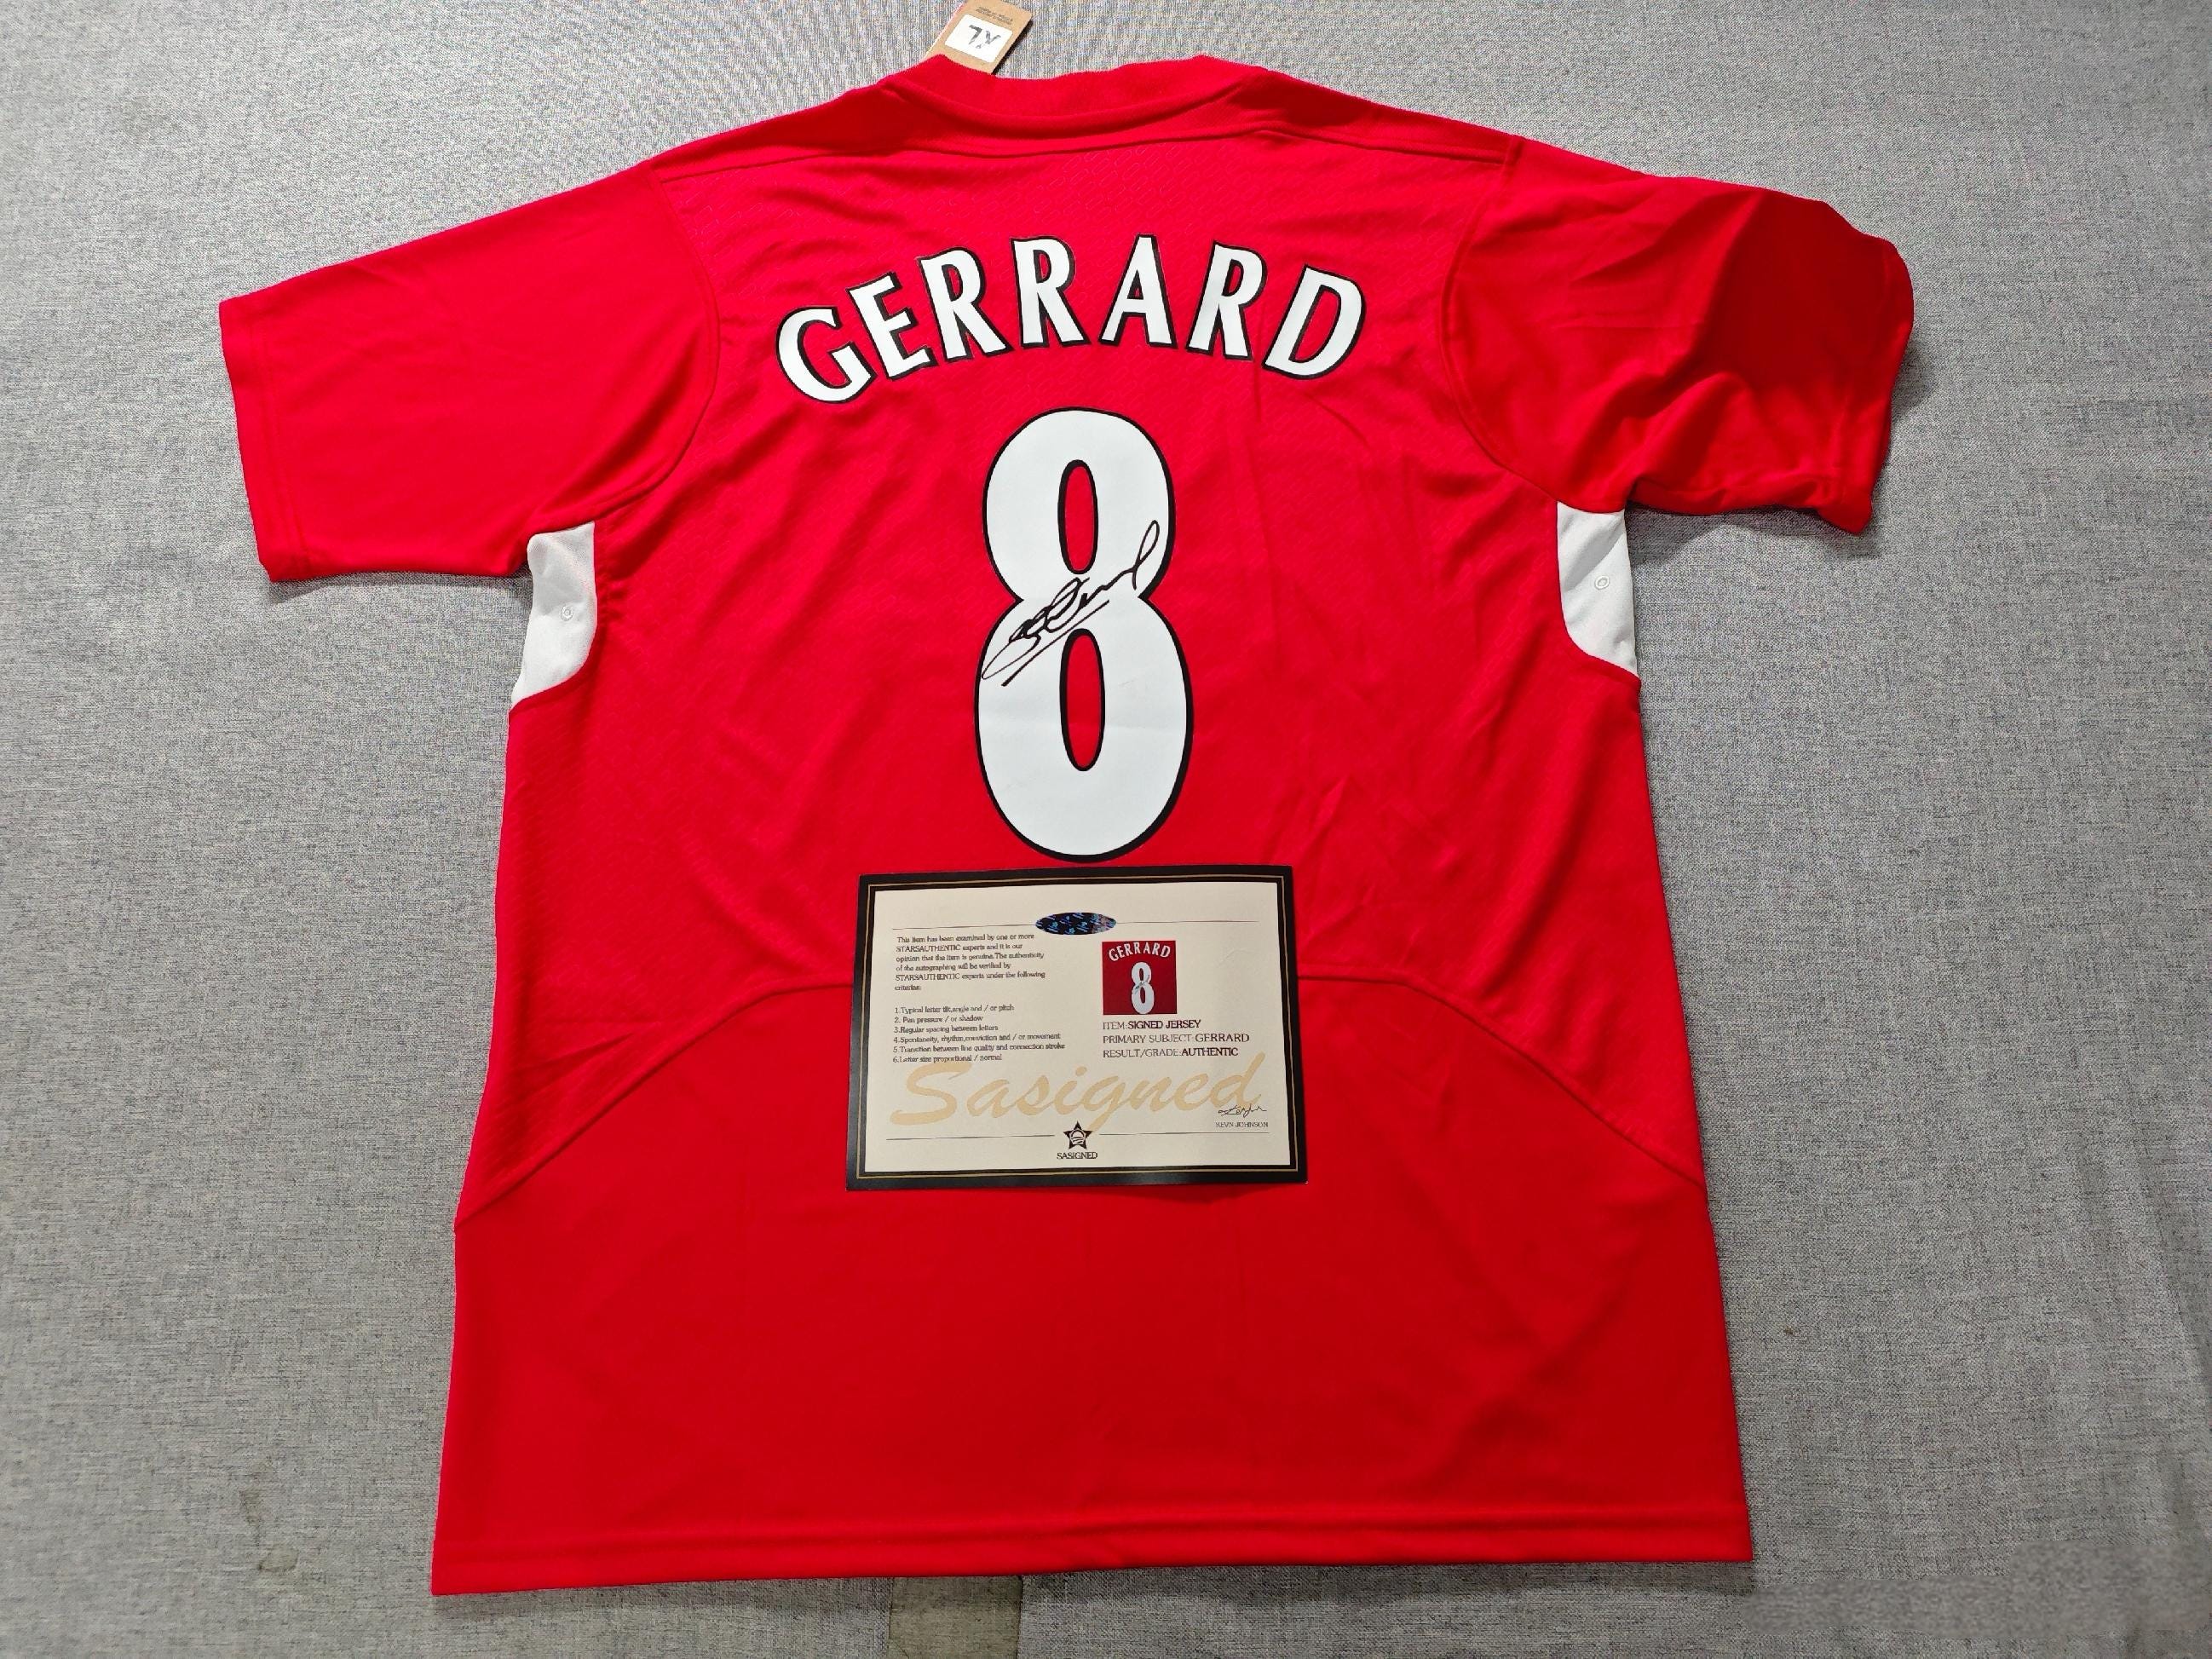 XL
GERRARD
8
This item has been examined by one or more
STARSAUTHENTIC experts and it is our
opinion that the item is genuine.The authenticity
of the autographing will be verified by
STARSAUTHENTIC experts under the following
criterias:
1.Typical letter tilt,angle and / or pitch
2. Pen pressure / or shadow
3.Regular spacing between letters
4.Spontaneity, rhythm,conviction and / or movement
5.Transition between line quality and connection stroke
6.Letter size proportional / normal
GERRARD
8
ITEM:SIGNED JERSEY
PRIMARY SUBJECT:GERRARD
RESULT/GRADE:AUTHENTIC
Sasigned
KEVN JOHNSON
SASIGNED